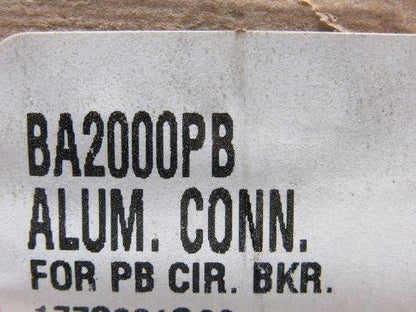 BA2000PB
ALUM. CONN.
FOR PB CIR. BKR.